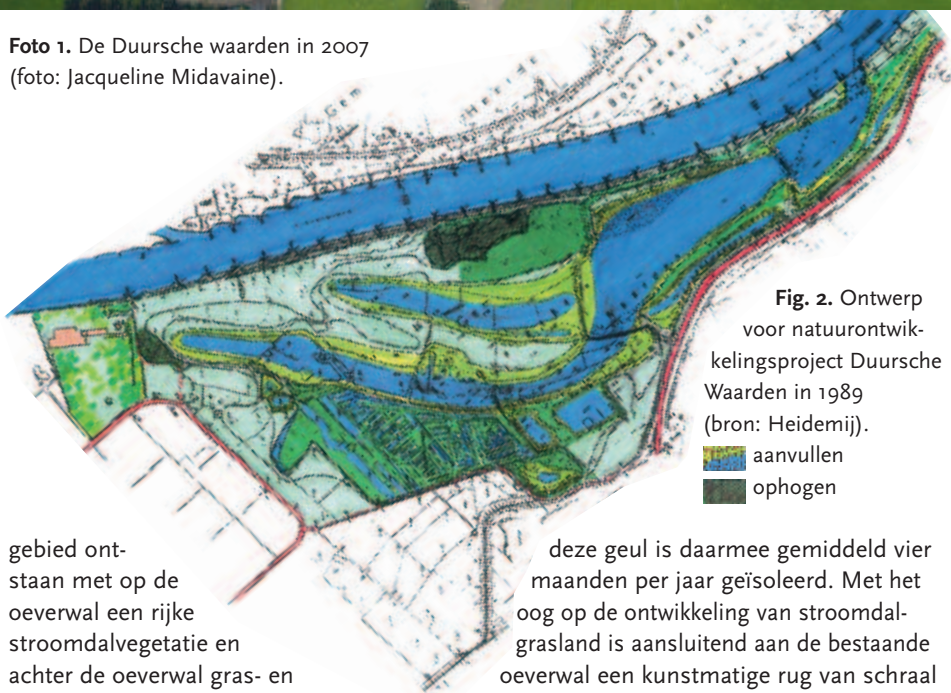 Foto 1. De Duursche waarden in 2007
(foto: Jacqueline Midavaine).
Fig. 2. Ontwerp
voor natuurontwik-
kelingsproject Duursche
Waarden in 1989
(bron: Heidemij).
aanvullen
ophogen
gebied ont-
staan met op de
oeverwal een rijke
stroomdalvegetatie en
achter de oeverwal gras- en
deze geul is daarmee gemiddeld vier
maanden per jaar geïsoleerd. Met het
oog op de ontwikkeling van stroomdal-
grasland is aansluitend aan de bestaande
oeverwal een kunstmatige rug van schraal